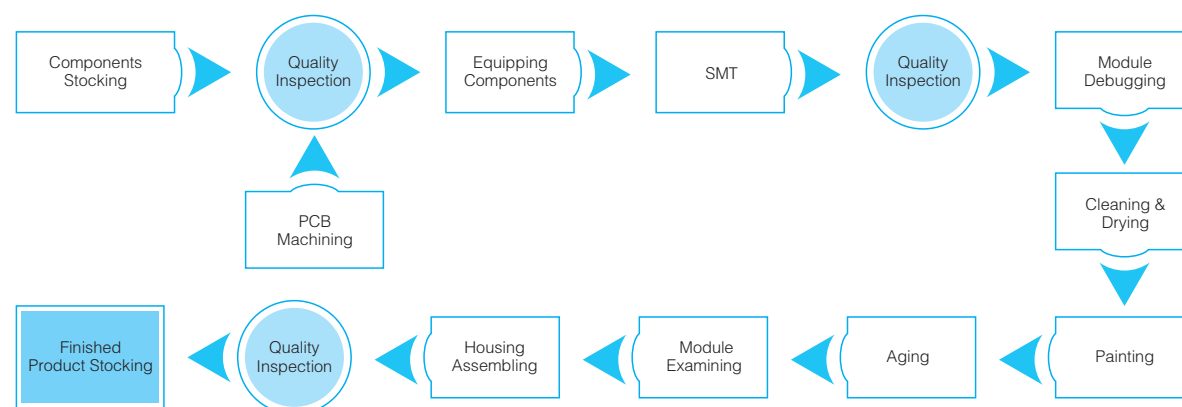 Components
Stocking
Quality
Inspection
Equipping
Components
SMT
Quality
Inspection
Module
Debugging
PCB
Machining
Cleaning &
Drying
Finished
Product Stocking
Quality
Inspection
Housing
Assembling
Module
Examining
Aging
Painting